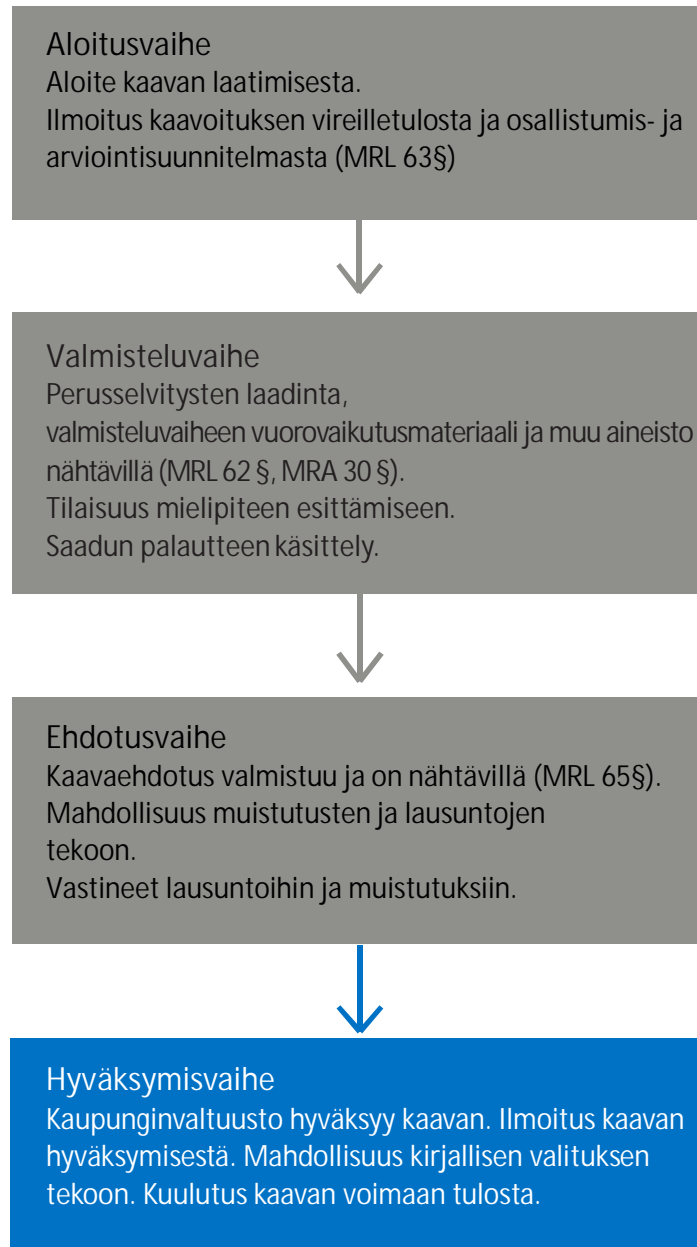 Aloitusvaihe
Aloite kaavan laatimisesta.
Ilmoitus kaavoituksen vireilletulosta ja osallistumis- ja
arviointisuunnitelmasta (MRL 63§)
Valmisteluvaihe
Perusselvitysten laadinta,
valmisteluvaiheen vuorovaikutusmateriaali ja muu aineisto
nähtävillä (MRL 62 §, MRA 30 §).
Tilaisuus mielipiteen esittämiseen.
Saadun palautteen käsittely.
Ehdotusvaihe
Kaavaehdotus valmistuu ja on nähtävillä (MRL 65§).
Mahdollisuus muistutusten ja lausuntojen
tekoon.
Vastineet lausuntoihin ja muistutuksiin.
Hyväksymisvaihe
Kaupunginvaltuusto hyväksyy kaavan. Ilmoitus kaavan
hyväksymisestä. Mahdollisuus kirjallisen valituksen
tekoon. Kuulutus kaavan voimaan tulosta.